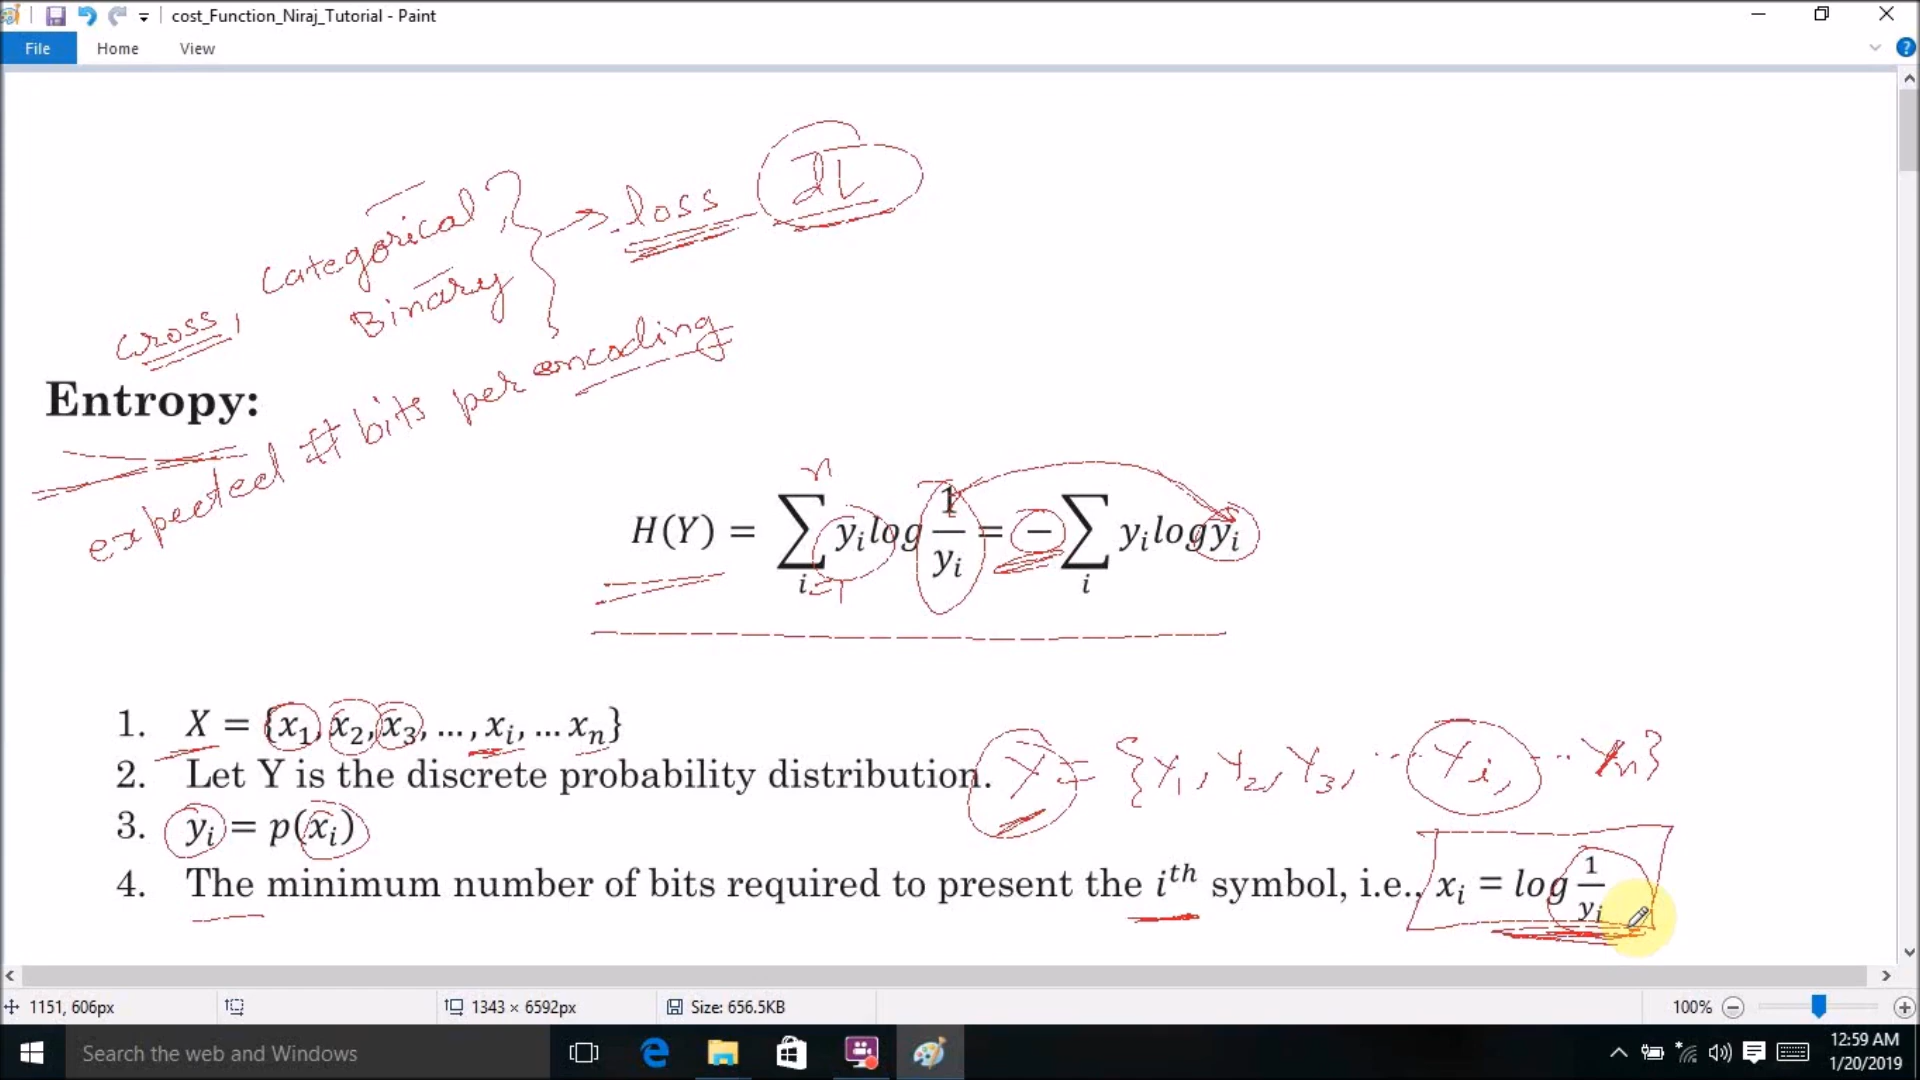 cost_Function_Niraj_Tutorial - Paint
File Home View
dL
loss
Categorical
Binary
cross,
Entropy:
expected # bits per encoding
n
H(Y) = ∑ yᵢ log 1/yᵢ = − ∑ yᵢ log yᵢ
i=1 i
1. X = {x₁, x₂, x₃, ..., xᵢ, ... xₙ}
2. Let Y is the discrete probability distribution. Y = {Y₁, Y₂, Y₃, ... Yᵢ, .. Yₙ}
3. yᵢ = p(xᵢ)
4. The minimum number of bits required to present the iᵗʰ symbol, i.e., xᵢ = log 1/yᵢ
1151, 606px 1343 × 6592px Size: 656.5KB 100%
Search the web and Windows
12:59 AM
1/20/2019